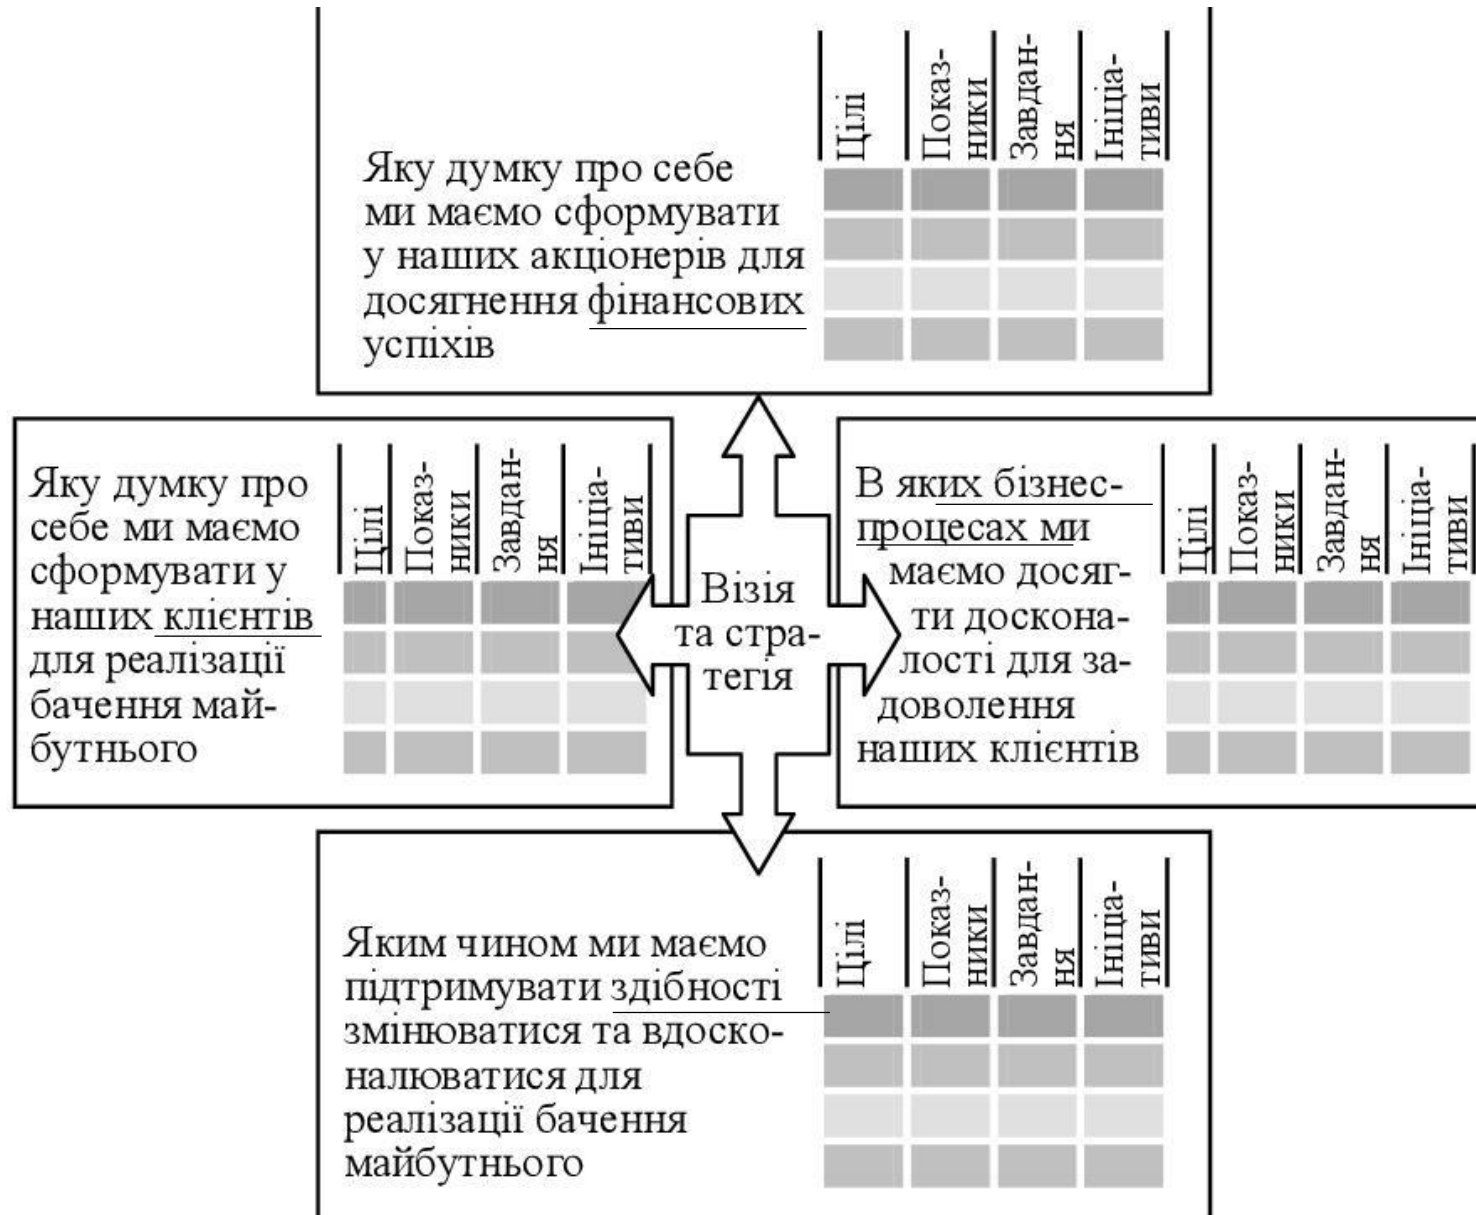 Цілі
Показ-
ники
Завдан-
ня
Ініціа-
тиви
Яку думку про себе
ми маємо сформувати
у наших акціонерів для
досягнення фінансових
успіхів
Яку думку про
себе ми маємо
сформувати у
наших клієнтів
для реалізації
бачення май-
бутнього
Цілі
Показ-
ники
Завдан-
ня
Ініціа-
тиви
Візія
та стра-
тегія
В яких бізнес-
процесах ми
маємо досяг-
ти доскона-
лості для за-
доволення
наших клієнтів
Цілі
Показ-
ники
Завдан-
ня
Ініціа-
тиви
Яким чином ми маємо
підтримувати здібності
змінюватися та вдоско-
налюватися для
реалізації бачення
майбутнього
Цілі
Показ-
ники
Завдан-
ня
Ініціа-
тиви